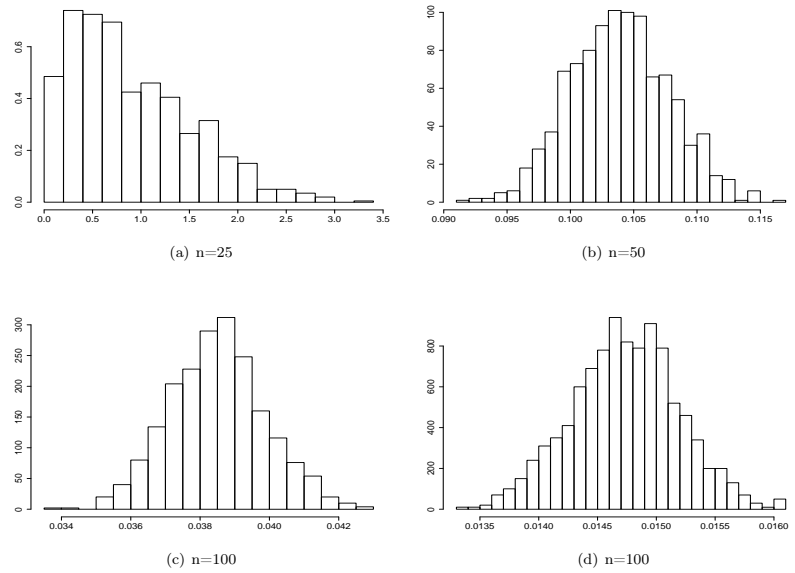 0.0 0.2 0.4 0.6
0.0 0.5 1.0 1.5 2.0 2.5 3.0 3.5
(a) n=25
0 20 40 60 80 100
0.090 0.095 0.100 0.105 0.110 0.115
(b) n=50
0 50 100 150 200 250 300
0.034 0.036 0.038 0.040 0.042
(c) n=100
0 200 400 600 800
0.0135 0.0140 0.0145 0.0150 0.0155 0.0160
(d) n=100